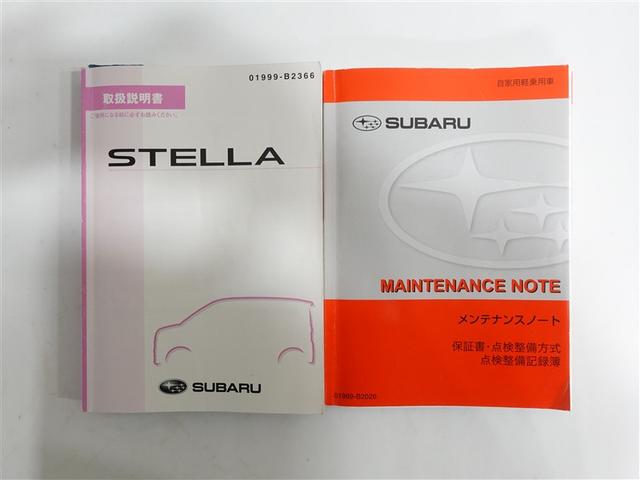 01999-B2366
取扱説明書
ご使用になる前に必ずお読みください。
STELLA
SUBARU
自家用軽乗用車
SUBARU
MAINTENANCE NOTE
メンテナンスノート
保証書・点検整備方式
点検整備記録簿
01999-B2026